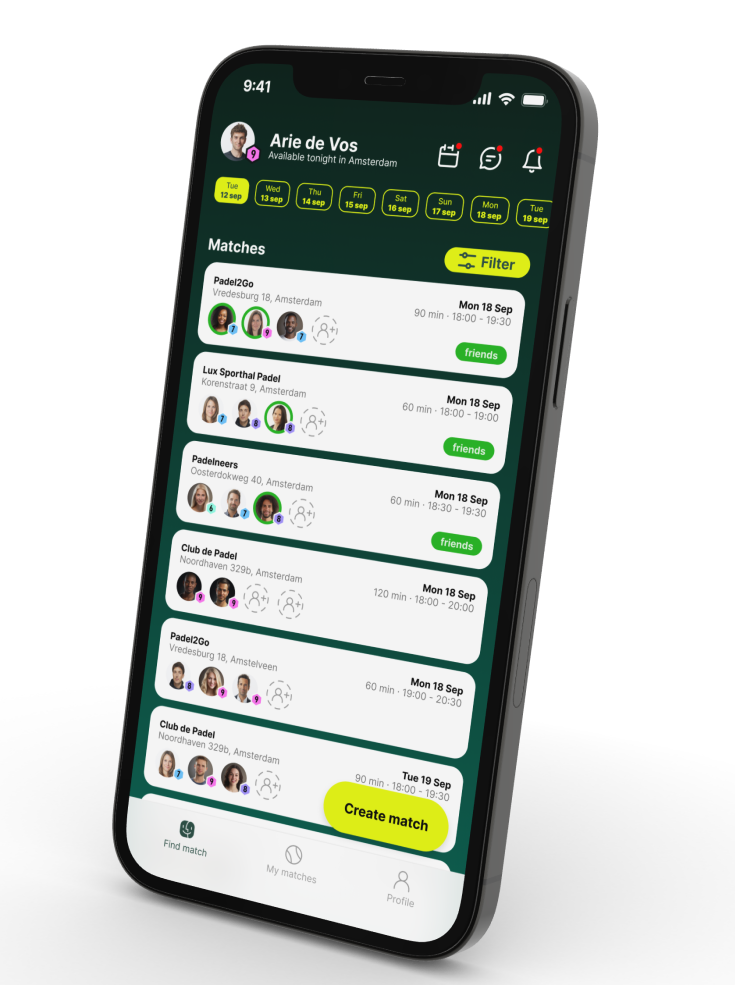 9:41
Arie de Vos
9
Available tonight in Amsterdam
Tue
12 sep
Wed
13 sep
Thu
14 sep
Fri
15 sep
Sat
16 sep
Sun
17 sep
Mon
18 sep
Tue
19 sep
Matches
Filter
Padel2Go
Vredesburg 18, Amsterdam
Mon 18 Sep
90 min · 18:00 - 19:30
7
9
7
friends
Lux Sporthal Padel
Korenstraat 9, Amsterdam
Mon 18 Sep
60 min · 18:00 - 19:00
7
8
8
friends
Padelneers
Oosterdokweg 40, Amsterdam
Mon 18 Sep
60 min · 18:30 - 19:30
6
7
8
friends
Club de Padel
Noordhaven 329b, Amsterdam
Mon 18 Sep
120 min · 18:00 - 20:00
9
9
Padel2Go
Vredesburg 18, Amstelveen
Mon 18 Sep
60 min · 19:00 - 20:30
8
9
9
Club de Padel
Noordhaven 329b, Amsterdam
Tue 19 Sep
90 min · 18:00 - 19:30
7
9
8
Create match
Find match
My matches
Profile